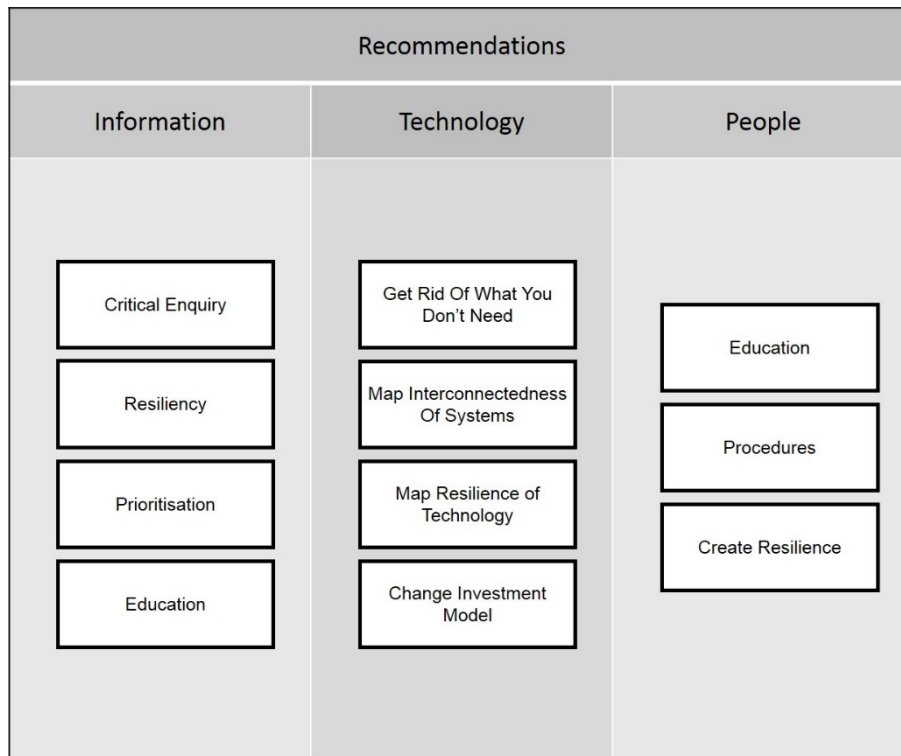 Recommendations
Information
Technology
People
Critical Enquiry
Resiliency
Prioritisation
Education
Get Rid Of What You
Don't Need
Map Interconnectedness
Of Systems
Map Resilience of
Technology
Change Investment
Model
Education
Procedures
Create Resilience